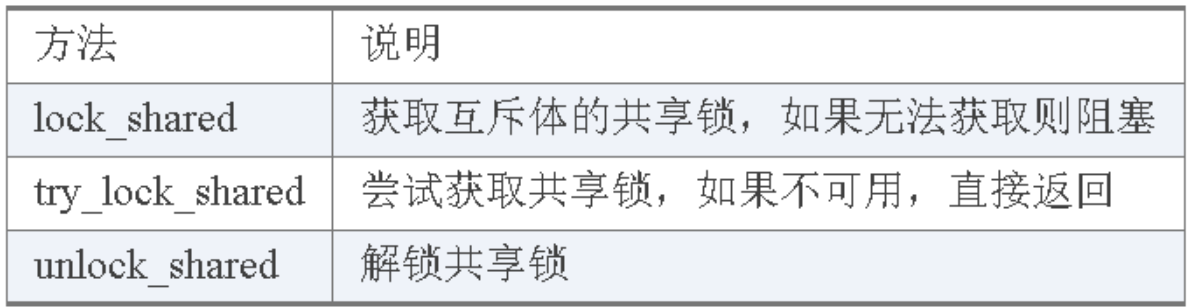 方法 说明
lock_shared 获取互斥体的共享锁，如果无法获取则阻塞
try_lock_shared 尝试获取共享锁，如果不可用，直接返回
unlock_shared 解锁共享锁